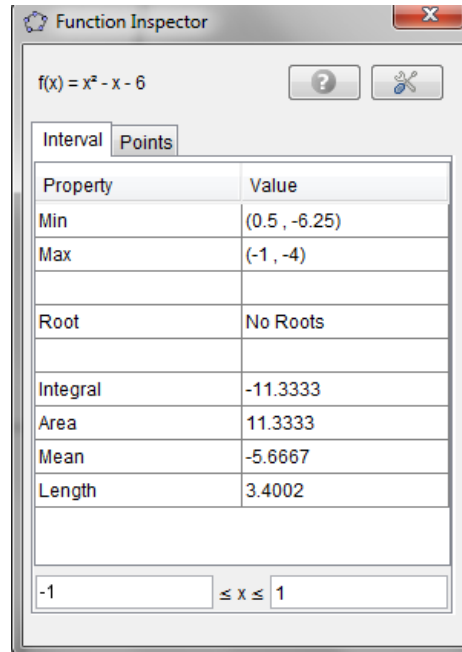 Function Inspector
X
f(x) = x² - x - 6
?
Interval Points
Property Value
Min (0.5 , -6.25)
Max (-1 , -4)
Root No Roots
Integral -11.3333
Area 11.3333
Mean -5.6667
Length 3.4002
-1 ≤ x ≤ 1